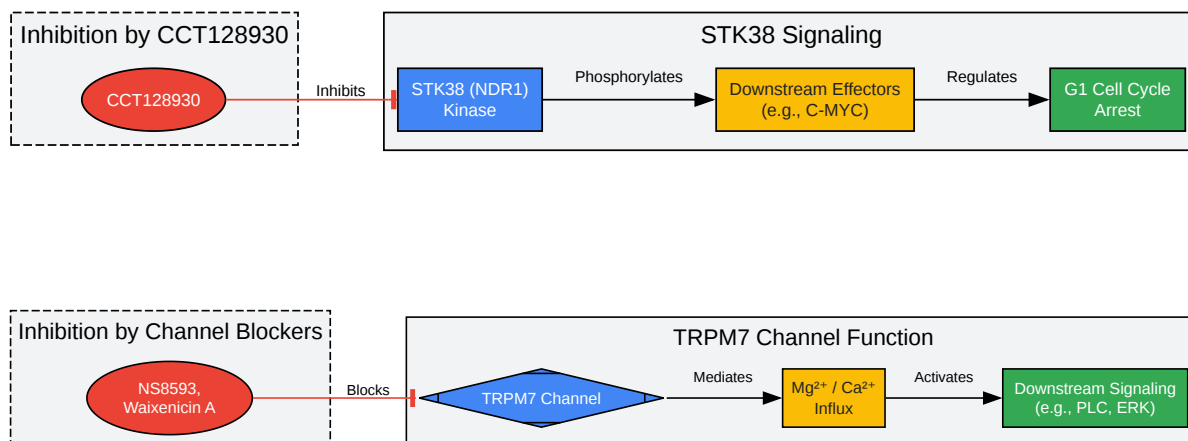 Inhibition by CCT128930
STK38 Signaling
CCT128930
Inhibits
STK38 (NDR1)
Kinase
Phosphorylates
Downstream Effectors
(e.g., C-MYC)
Regulates
G1 Cell Cycle
Arrest
Inhibition by Channel Blockers
TRPM7 Channel Function
NS8593,
Waixenicin A
Blocks
TRPM7 Channel
Mediates
Mg²⁺ / Ca²⁺
Influx
Activates
Downstream Signaling
(e.g., PLC, ERK)